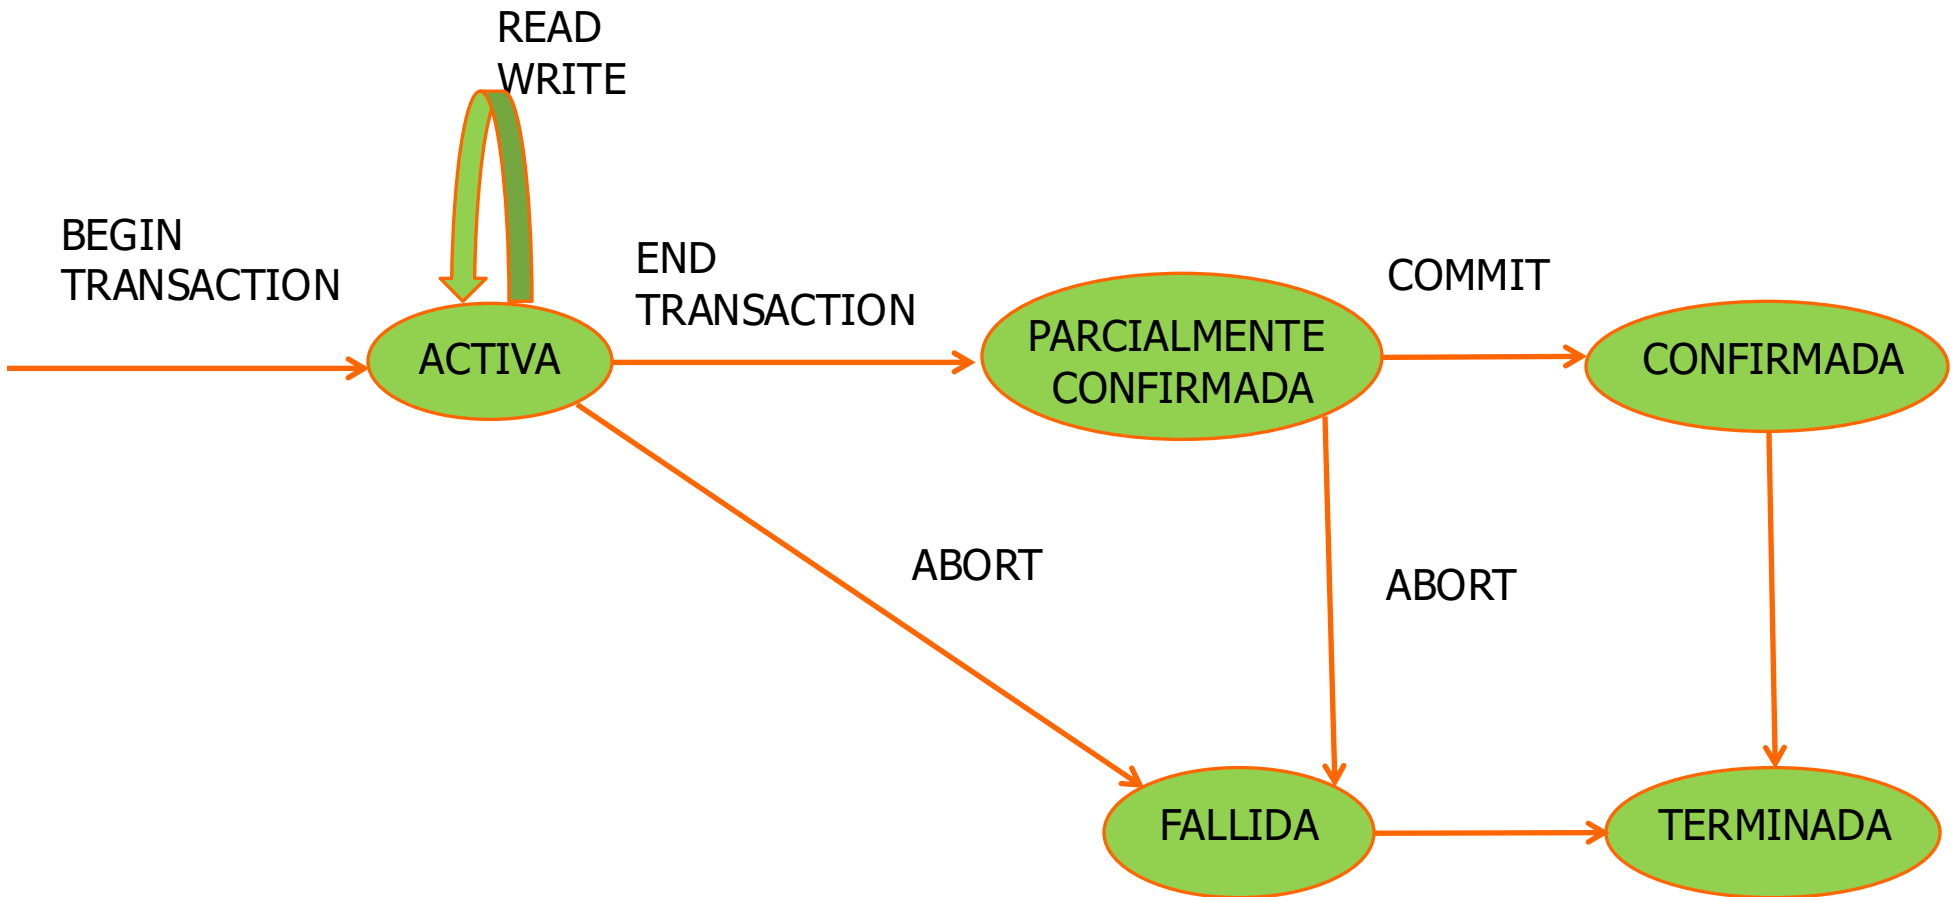 READ
WRITE
BEGIN
TRANSACTION
END
TRANSACTION
COMMIT
ACTIVA
PARCIALMENTE
CONFIRMADA
CONFIRMADA
ABORT
ABORT
FALLIDA
TERMINADA